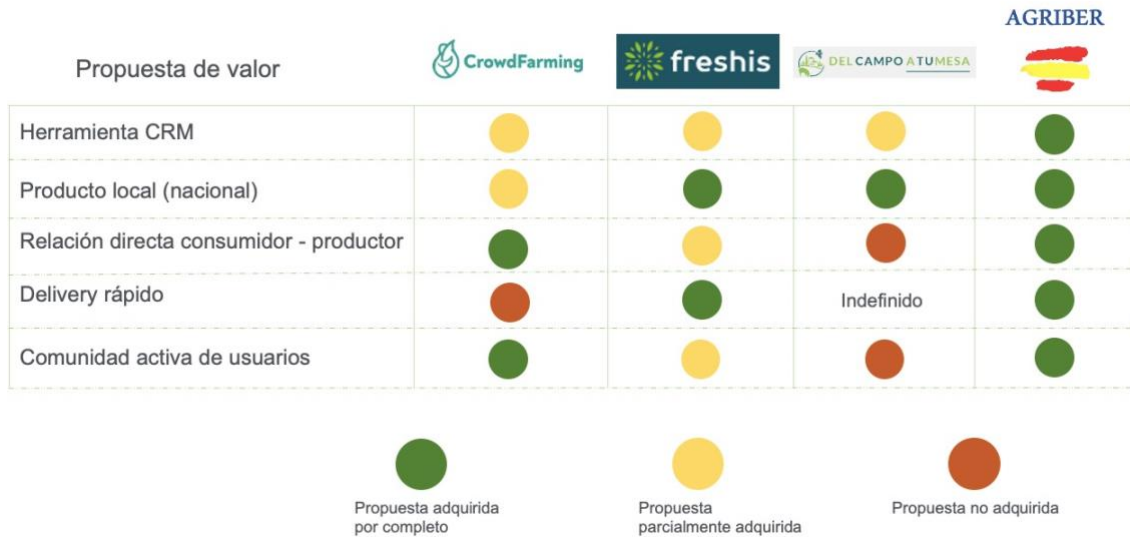 AGRIBER
Propuesta de valor
CrowdFarming
freshis
DEL CAMPO A TU MESA
Herramienta CRM
Producto local (nacional)
Relación directa consumidor - productor
Delivery rápido
Indefinido
Comunidad activa de usuarios
Propuesta adquirida
por completo
Propuesta
parcialmente adquirida
Propuesta no adquirida